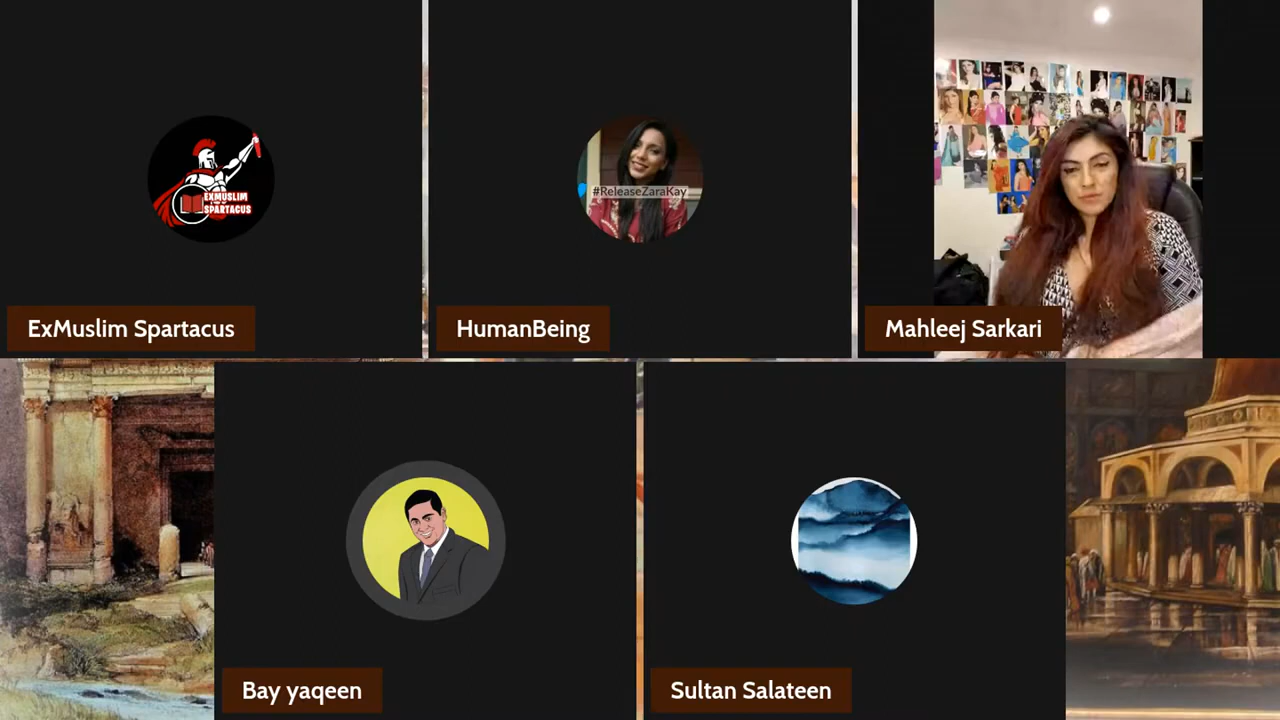 EXMUSLIM
SPARTACUS
#ReleaseZaraKay
ExMuslim Spartacus
HumanBeing
Mahleej Sarkari
Bay yaqeen
Sultan Salateen